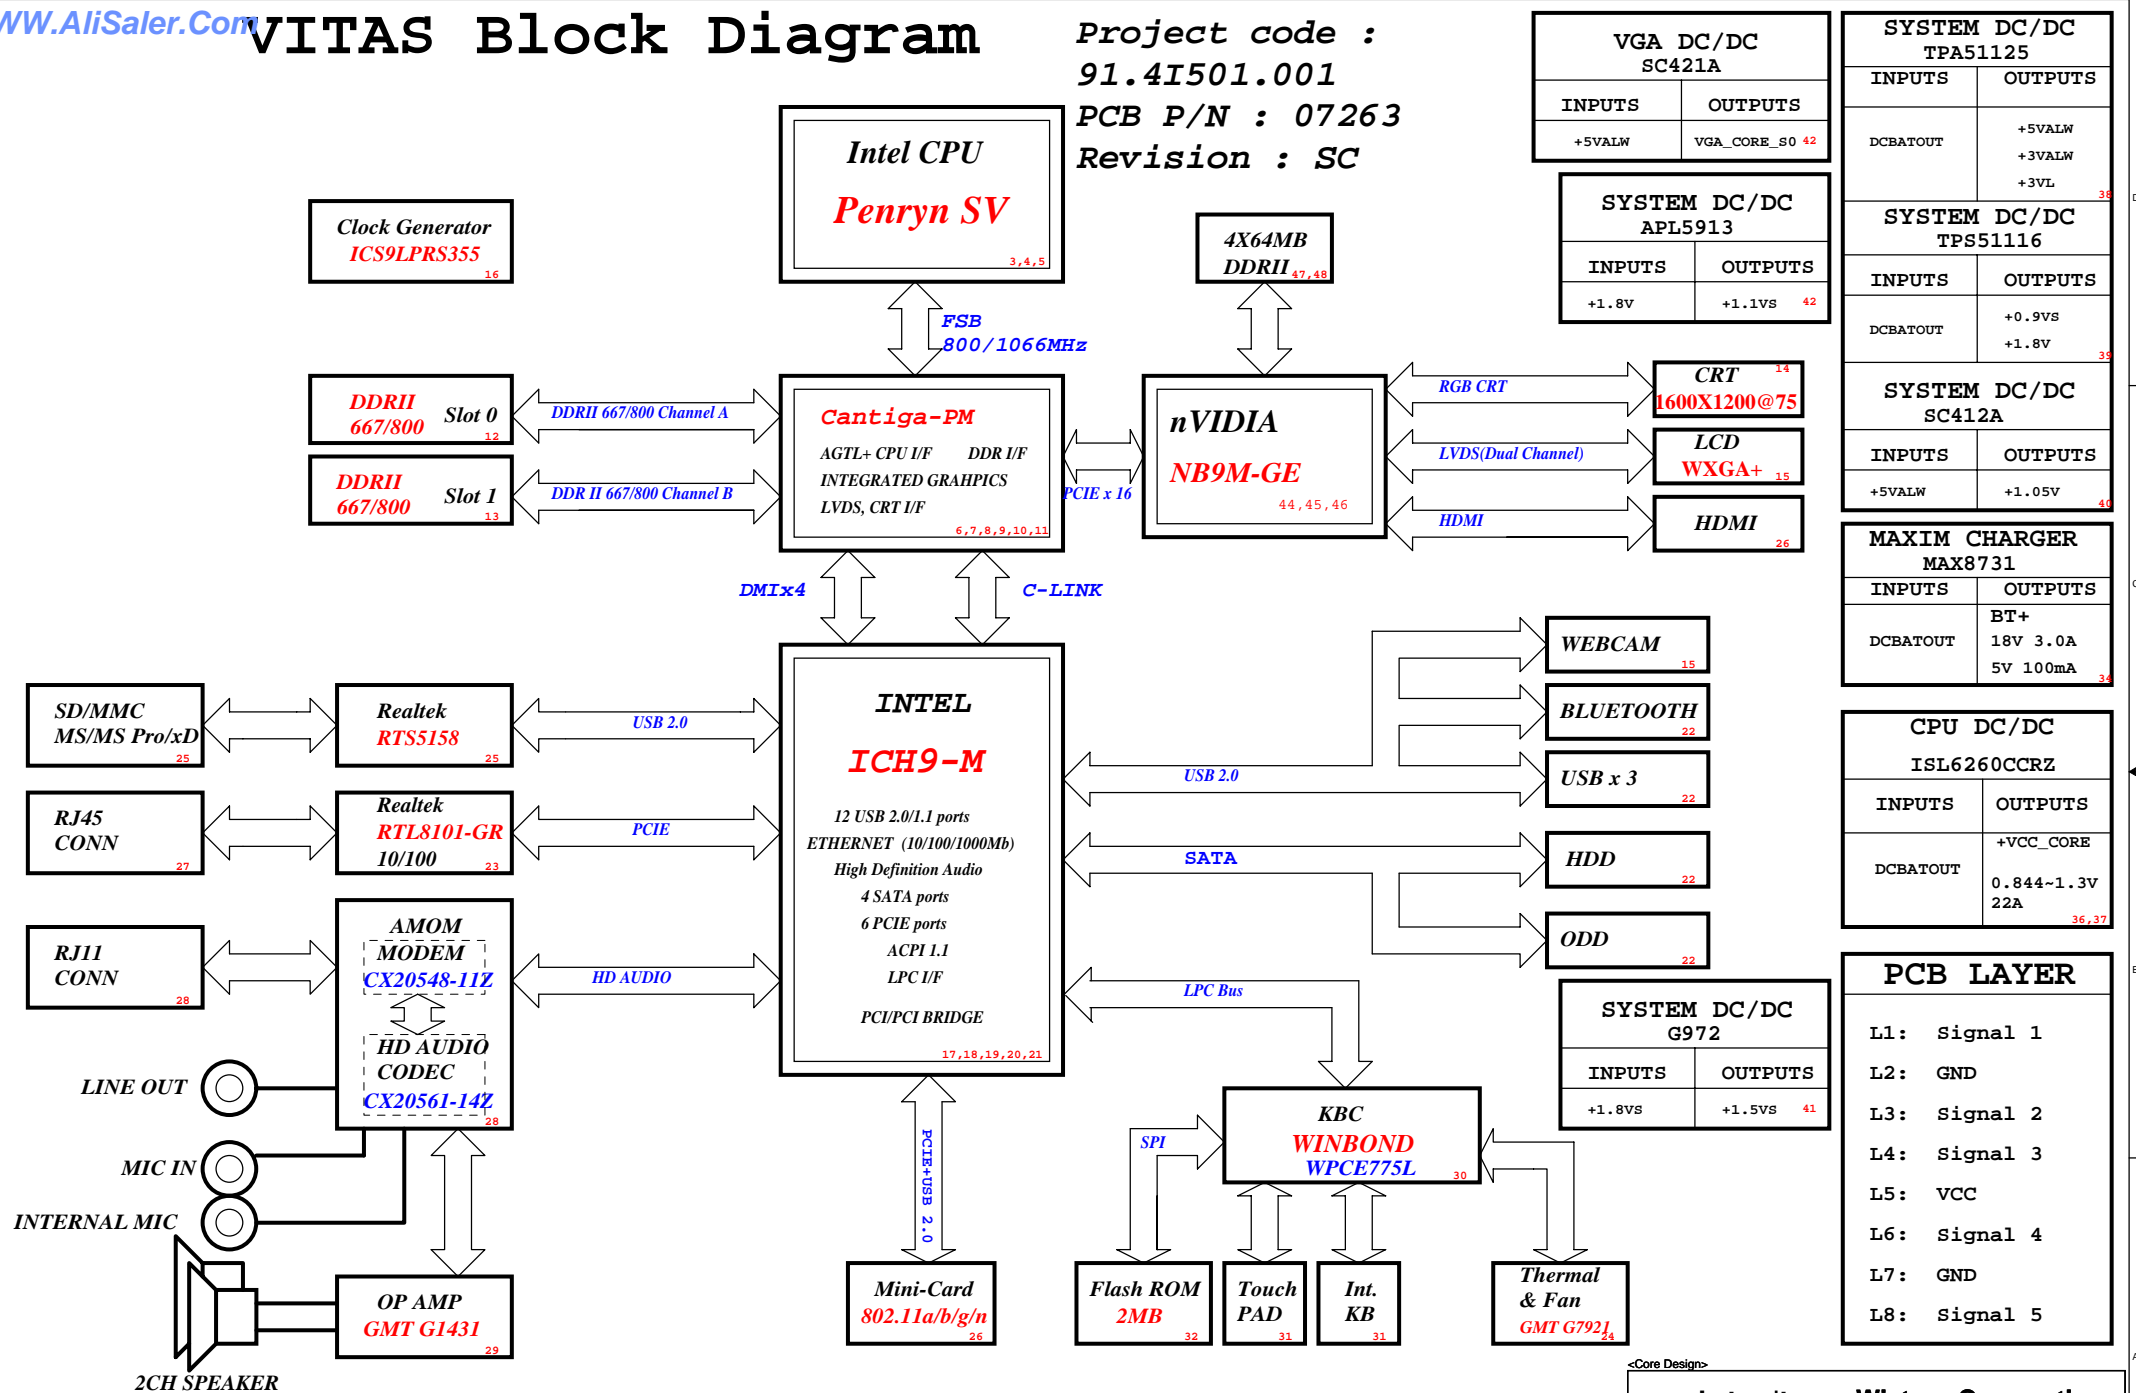 WW.AliSaler.Com
VITAS Block Diagram
Project code :
91.4I501.001
PCB P/N : 07263
Revision : SC
Intel CPU
Penryn SV
3,4,5
Clock Generator
ICS9LPRS355
16
4X64MB
DDRII
47,48
FSB
800/1066MHz
DDRII
667/800
Slot 0
12
DDRII 667/800 Channel A
DDRII
667/800
Slot 1
13
DDR II 667/800 Channel B
Cantiga-PM
AGTL+ CPU I/F DDR I/F
INTEGRATED GRAHPICS
LVDS, CRT I/F
6,7,8,9,10,11
PCIE x 16
nVIDIA
NB9M-GE
44,45,46
RGB CRT
CRT
14
1600X1200@75
LVDS(Dual Channel)
LCD
WXGA+
15
HDMI
HDMI
26
DMIx4
C-LINK
INTEL
ICH9-M
12 USB 2.0/1.1 ports
ETHERNET (10/100/1000Mb)
High Definition Audio
4 SATA ports
6 PCIE ports
ACPI 1.1
LPC I/F
PCI/PCI BRIDGE
17,18,19,20,21
SD/MMC
MS/MS Pro/xD
25
Realtek
RTS5158
25
USB 2.0
RJ45
CONN
27
Realtek
RTL8101-GR
10/100
23
PCIE
RJ11
CONN
28
AMOM
MODEM
CX20548-11Z
HD AUDIO
CODEC
CX20561-14Z
28
HD AUDIO
LINE OUT
MIC IN
INTERNAL MIC
2CH SPEAKER
OP AMP
GMT G1431
29
PCIE+USB 2.0
Mini-Card
802.11a/b/g/n
26
USB 2.0
WEBCAM
15
BLUETOOTH
22
USB x 3
22
SATA
HDD
22
ODD
22
LPC Bus
KBC
WINBOND
WPCE775L
30
SPI
Flash ROM
2MB
32
Touch
PAD
31
Int.
KB
31
Thermal
& Fan
GMT G7921
24
VGA DC/DC
SC421A
INPUTS OUTPUTS
+5VALW VGA_CORE_S0 42
SYSTEM DC/DC
APL5913
INPUTS OUTPUTS
+1.8V +1.1VS 42
SYSTEM DC/DC
G972
INPUTS OUTPUTS
+1.8VS +1.5VS 41
SYSTEM DC/DC
TPA51125
INPUTS OUTPUTS
DCBATOUT
+5VALW
+3VALW
+3VL
38
SYSTEM DC/DC
TPS51116
INPUTS OUTPUTS
DCBATOUT
+0.9VS
+1.8V
39
SYSTEM DC/DC
SC412A
INPUTS OUTPUTS
+5VALW +1.05V
40
MAXIM CHARGER
MAX8731
INPUTS OUTPUTS
DCBATOUT
BT+
18V 3.0A
5V 100mA
34
CPU DC/DC
ISL6260CCRZ
INPUTS OUTPUTS
DCBATOUT
+VCC_CORE
0.844~1.3V
22A
36,37
PCB LAYER
L1: Signal 1
L2: GND
L3: Signal 2
L4: Signal 3
L5: VCC
L6: Signal 4
L7: GND
L8: Signal 5
<Core Design>